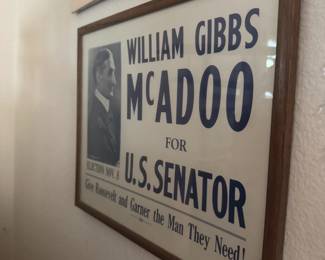 WILLIAM GIBBS
McADOO
FOR
U.S. SENATOR
ELECTION NOV. 8
Give Roosevelt and Garner the Man They Need!